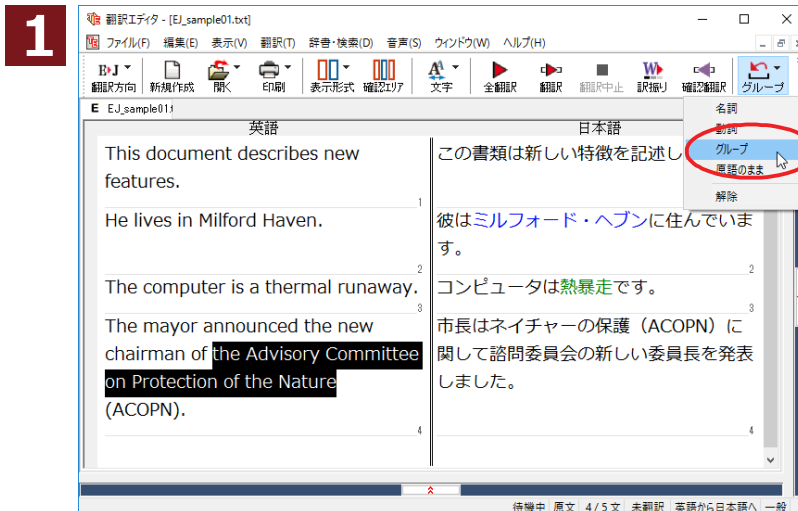 1
翻訳エディタ - [EJ_sample01.txt]
ファイル(F) 編集(E) 表示(V) 翻訳(T) 辞書・検索(D) 音声(S) ウィンドウ(W) ヘルプ(H)
E▸J
翻訳方向 新規作成 開く 印刷 表示形式 確認エリア 文字 全翻訳 翻訳 翻訳中止 訳振り 確認翻訳 グループ
E EJ_sample01.t
名詞
動詞
グループ
原語のまま
解除
英語
This document describes new
features.
1
He lives in Milford Haven.
2
The computer is a thermal runaway.
3
The mayor announced the new
chairman of the Advisory Committee
on Protection of the Nature
(ACOPN).
4
日本語
この書類は新しい特徴を記述し
彼はミルフォード・ヘブンに住んでいま
す。
2
コンピュータは熱暴走です。
3
市長はネイチャーの保護（ACOPN）に
関して諮問委員会の新しい委員長を発表
しました。
4
待機中 原文 4/5文 未翻訳 英語から日本語へ 一般